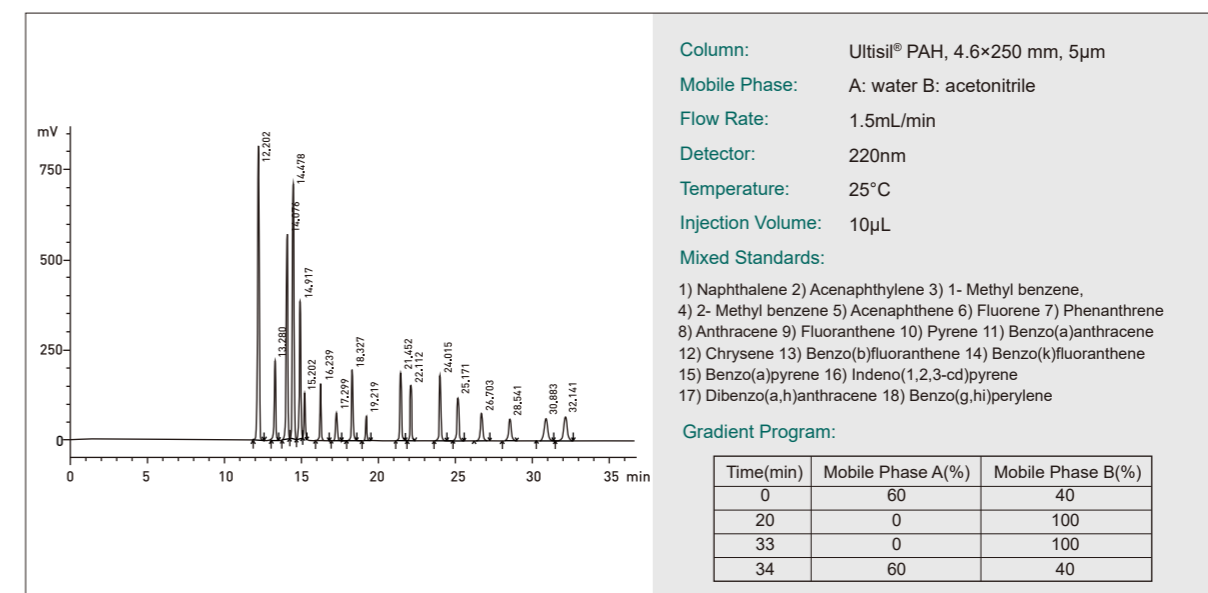 mV
750
500
250
0
0 5 10 15 20 25 30 35 min
12.202
13.280
14.076
14.478
14.917
15.202
16.239
17.299
18.327
19.219
21.452
22.112
24.015
25.171
26.703
28.541
30.883
32.141
Column: Ultisil® PAH, 4.6×250 mm, 5μm
Mobile Phase: A: water B: acetonitrile
Flow Rate: 1.5mL/min
Detector: 220nm
Temperature: 25°C
Injection Volume: 10μL
Mixed Standards:
1) Naphthalene 2) Acenaphthylene 3) 1- Methyl benzene,
4) 2- Methyl benzene 5) Acenaphthene 6) Fluorene 7) Phenanthrene
8) Anthracene 9) Fluoranthene 10) Pyrene 11) Benzo(a)anthracene
12) Chrysene 13) Benzo(b)fluoranthene 14) Benzo(k)fluoranthene
15) Benzo(a)pyrene 16) Indeno(1,2,3-cd)pyrene
17) Dibenzo(a,h)anthracene 18) Benzo(g,hi)perylene
Gradient Program:
Time(min) Mobile Phase A(%) Mobile Phase B(%)
0 60 40
20 0 100
33 0 100
34 60 40